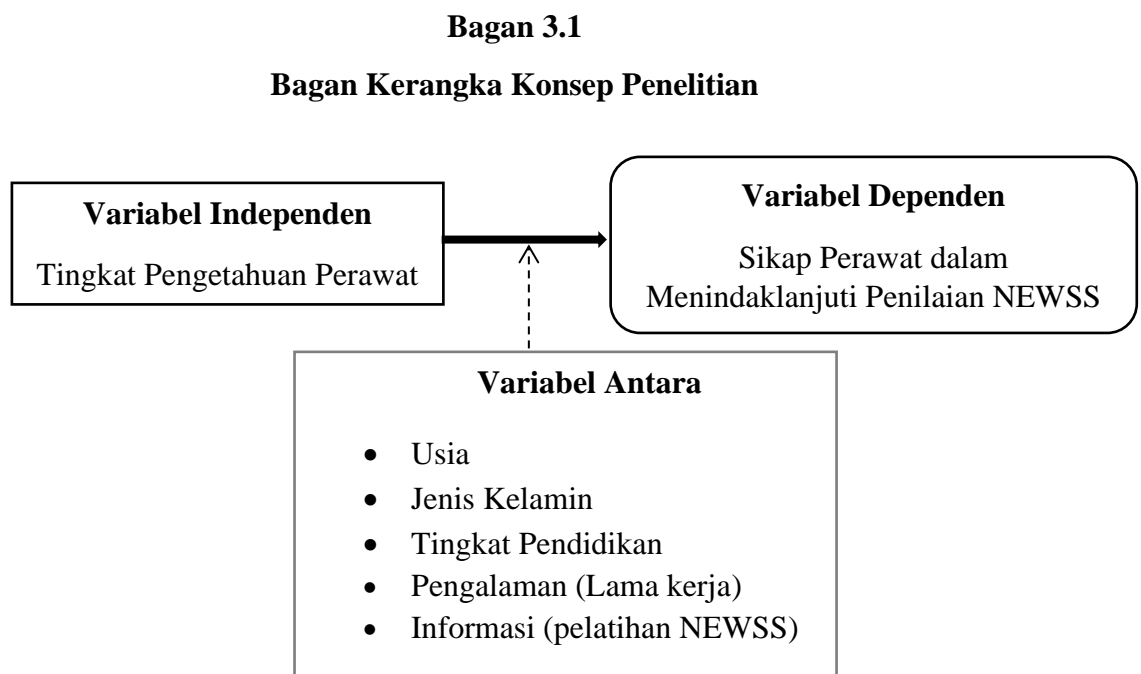 Bagan 3.1
Bagan Kerangka Konsep Penelitian
Variabel Independen
Tingkat Pengetahuan Perawat
Variabel Dependen
Sikap Perawat dalam
Menindaklanjuti Penilaian NEWSS
Variabel Antara
• Usia
• Jenis Kelamin
• Tingkat Pendidikan
• Pengalaman (Lama kerja)
• Informasi (pelatihan NEWSS)